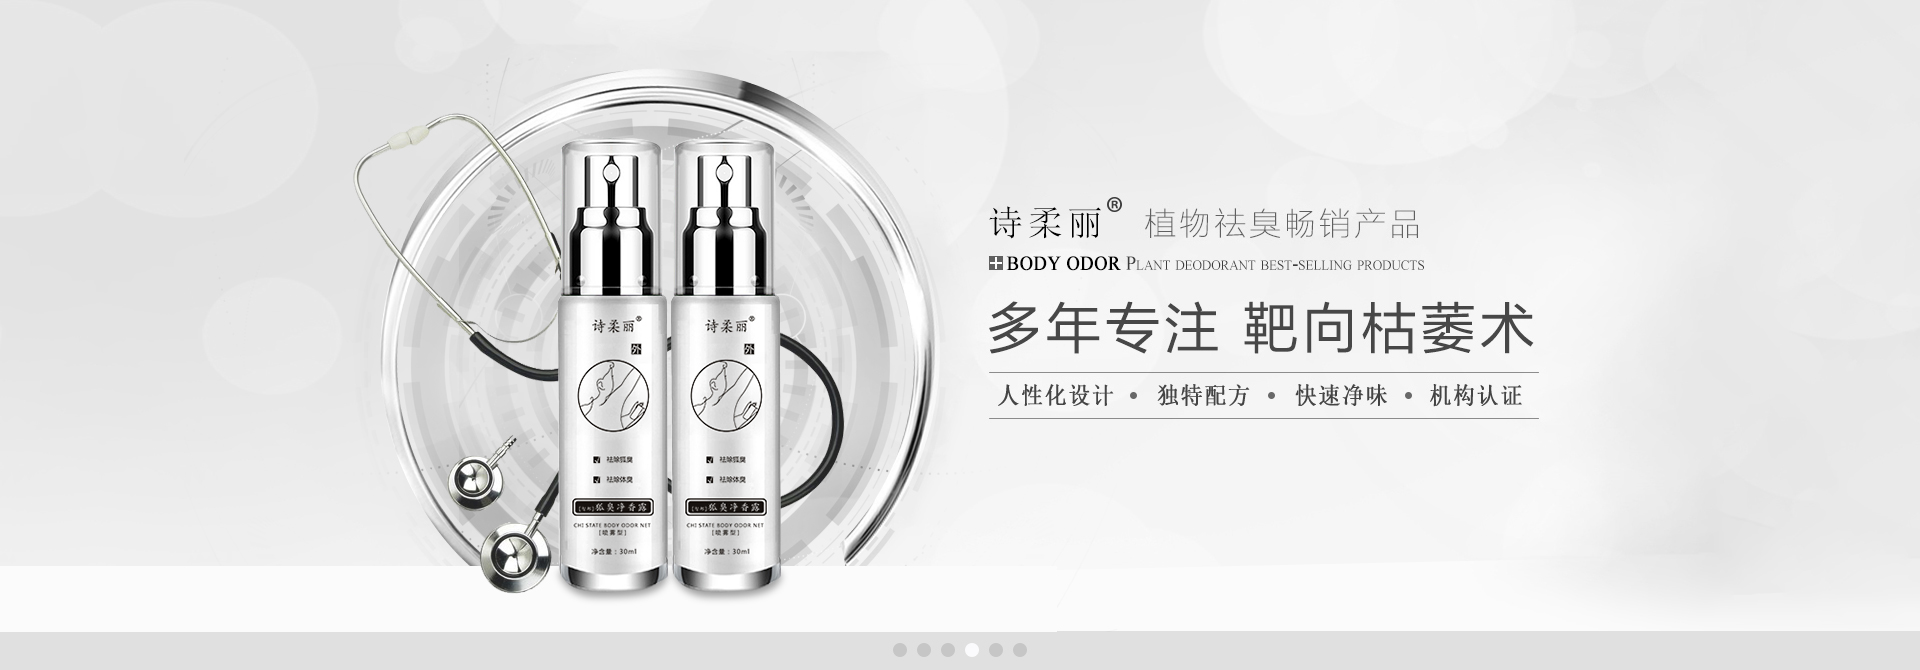 诗柔丽® 植物祛臭畅销产品
BODY ODOR PLANT DEODORANT BEST-SELLING PRODUCTS
多年专注 靶向枯萎术
人性化设计 • 独特配方 • 快速净味 • 机构认证
诗柔丽®
外
祛除狐臭
祛除体臭
狐臭净香露
CHI STATE BODY ODOR NET
[喷雾型]
净含量：30ml
诗柔丽®
外
祛除狐臭
祛除体臭
狐臭净香露
CHI STATE BODY ODOR NET
[喷雾型]
净含量：30ml